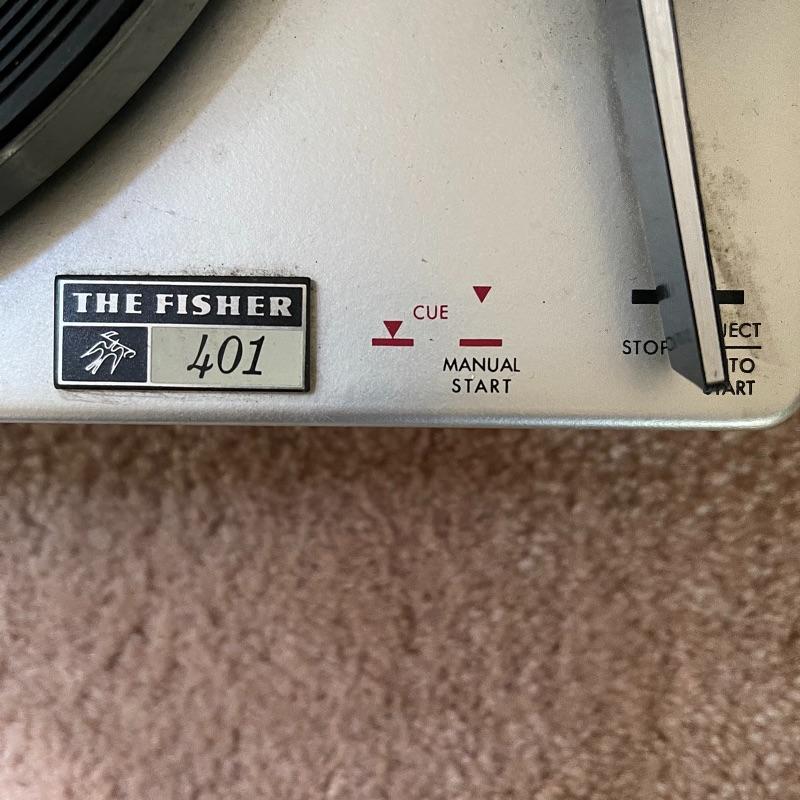 THE FISHER
401
CUE
MANUAL
START
STOP